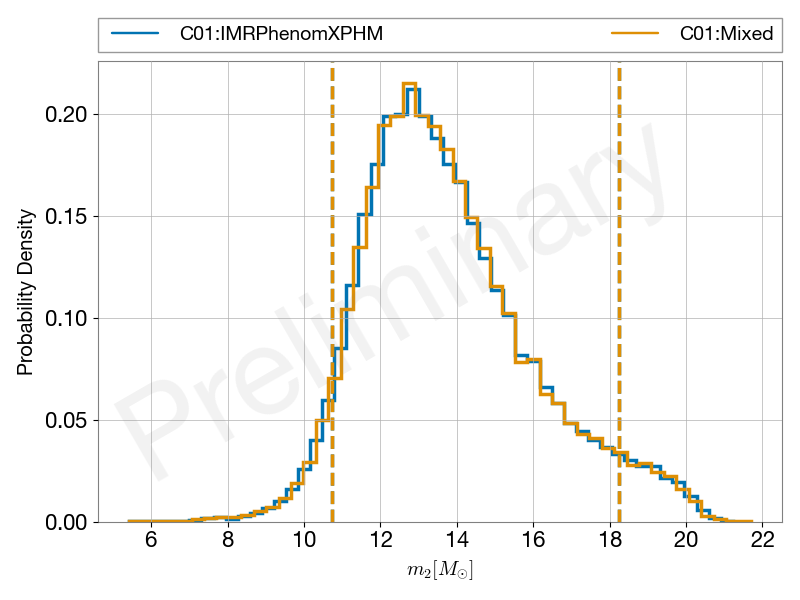 C01:IMRPhenomXPHM C01:Mixed
Preliminary
Probability Density
0.20
0.15
0.10
0.05
0.00
6 8 10 12 14 16 18 20 22
m₂[M⊙]